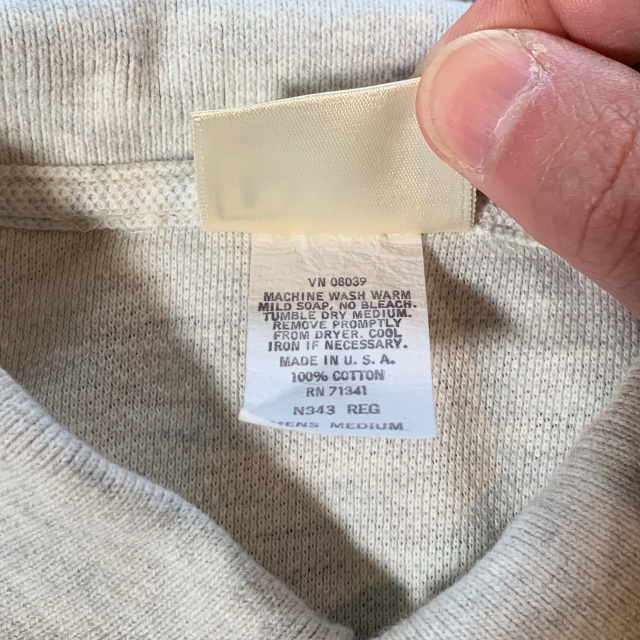 VN 08039
MACHINE WASH WARM
MILD SOAP, NO BLEACH.
TUMBLE DRY MEDIUM.
REMOVE PROMPTLY
FROM DRYER. COOL
IRON IF NECESSARY.
MADE IN U.S.A.
100% COTTON
RN 71341
N343 REG
MENS MEDIUM